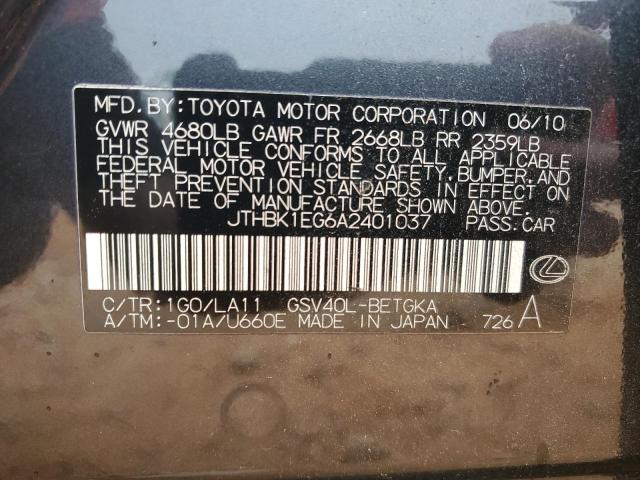 MFD. BY: TOYOTA MOTOR CORPORATION 06/10
GVWR 4680LB GAWR FR 2668LB RR 2359LB
THIS VEHICLE CONFORMS TO ALL APPLICABLE
FEDERAL MOTOR VEHICLE SAFETY, BUMPER, AND
THEFT PREVENTION STANDARDS IN EFFECT ON
THE DATE OF MANUFACTURE SHOWN ABOVE.
JTHBK1EG6A2401037 PASS. CAR
C/TR: 1G0/LA11 GSV40L-BETGKA
A/TM: -01A/U660E MADE IN JAPAN 726 A